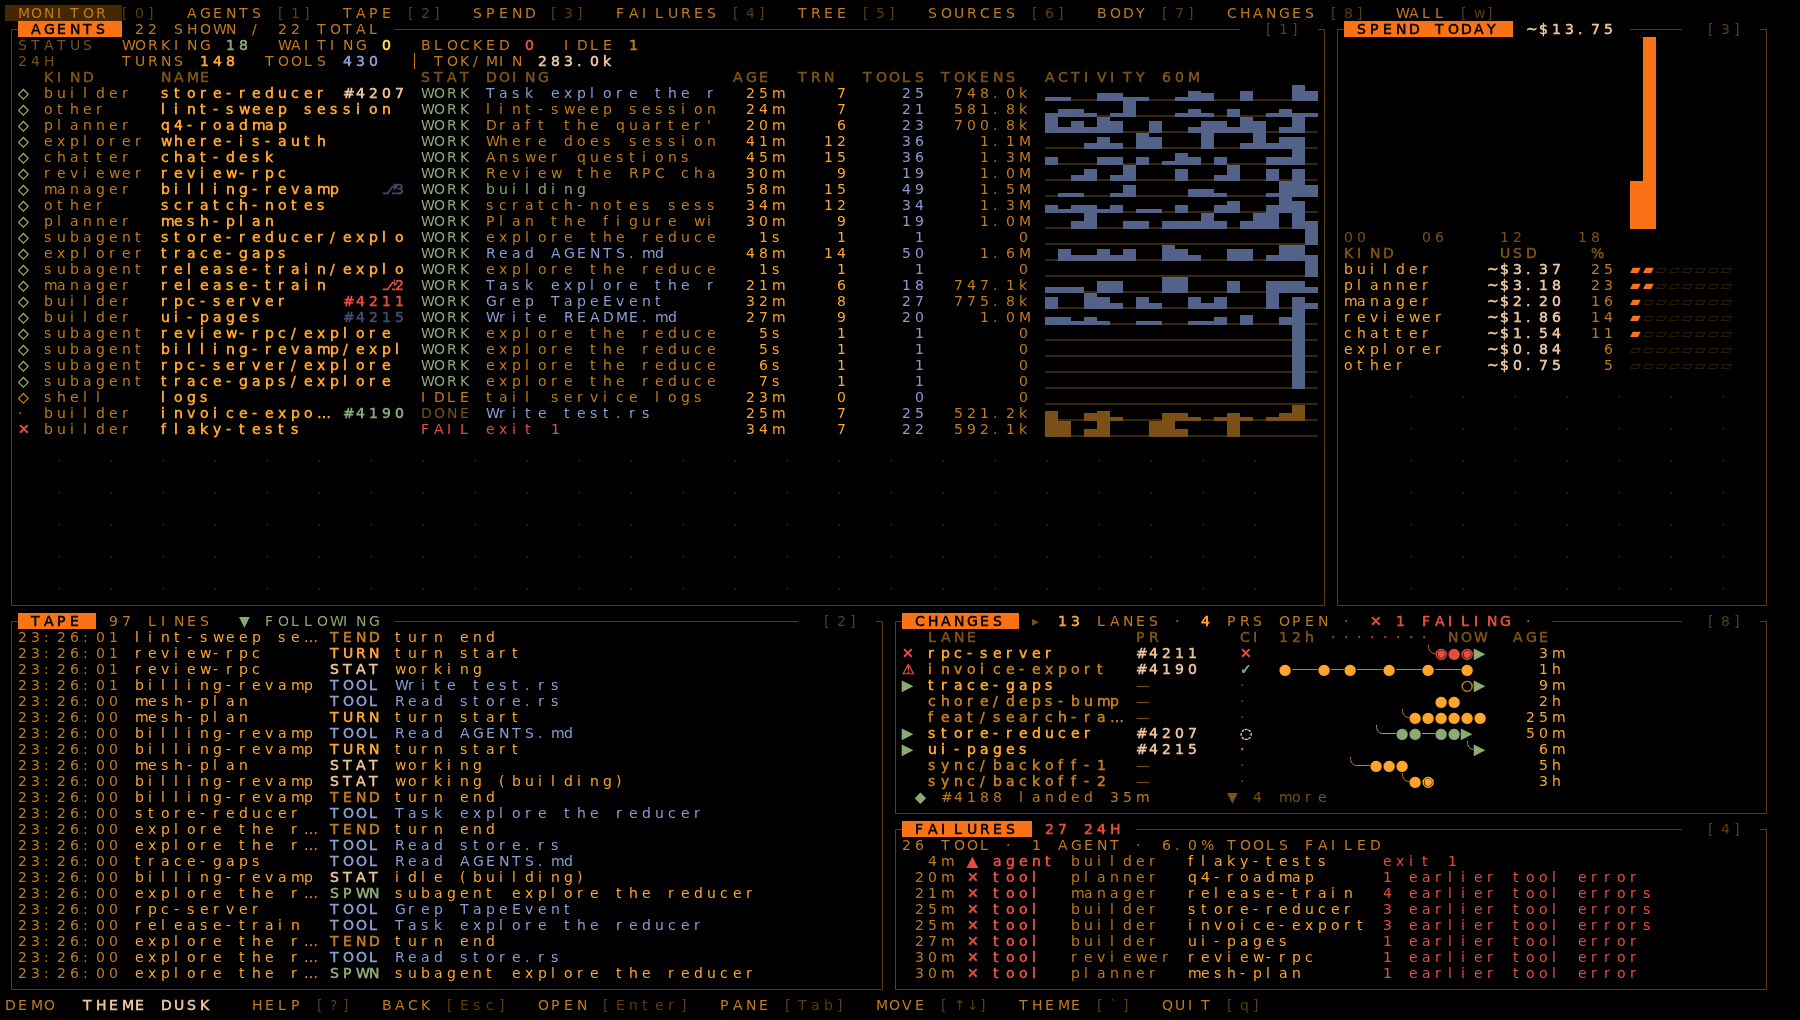 MONITOR [0] AGENTS [1] TAPE [2] SPEND [3] FAILURES [4] TREE [5] SOURCES [6] BODY [7] CHANGES [8] WALL [w]
AGENTS 22 SHOWN / 22 TOTAL [1]
STATUS WORKING 18 WAITING 0 BLOCKED 0 IDLE 1
24H TURNS 148 TOOLS 430 | TOK/MIN 283.0k
KIND NAME STAT DOING AGE TRN TOOLS TOKENS ACTIVITY 60M
◇ builder store-reducer #4207 WORK Task explore the r 25m 7 25 748.0k
◇ other lint-sweep session WORK lint-sweep session 24m 7 21 581.8k
◇ planner q4-roadmap WORK Draft the quarter' 20m 6 23 700.8k
◇ explorer where-is-auth WORK Where does session 41m 12 36 1.1M
◇ chatter chat-desk WORK Answer questions 45m 15 36 1.3M
◇ reviewer review-rpc WORK Review the RPC cha 30m 9 19 1.0M
◇ manager billing-revamp ⎇3 WORK building 58m 15 49 1.5M
◇ other scratch-notes WORK scratch-notes sess 34m 12 34 1.3M
◇ planner mesh-plan WORK Plan the figure wi 30m 9 19 1.0M
◇ subagent store-reducer/explo WORK explore the reduce 1s 1 1 0
◇ explorer trace-gaps WORK Read AGENTS.md 48m 14 50 1.6M
◇ subagent release-train/explo WORK explore the reduce 1s 1 1 0
◇ manager release-train ⎇2 WORK Task explore the r 21m 6 18 747.1k
◇ builder rpc-server #4211 WORK Grep TapeEvent 32m 8 27 775.8k
◇ builder ui-pages #4215 WORK Write README.md 27m 9 20 1.0M
◇ subagent review-rpc/explore WORK explore the reduce 5s 1 1 0
◇ subagent billing-revamp/expl WORK explore the reduce 5s 1 1 0
◇ subagent rpc-server/explore WORK explore the reduce 6s 1 1 0
◇ subagent trace-gaps/explore WORK explore the reduce 7s 1 1 0
◇ shell logs IDLE tail service logs 23m 0 0 0
· builder invoice-expo… #4190 DONE Write test.rs 25m 7 25 521.2k
✕ builder flaky-tests FAIL exit 1 34m 7 22 592.1k
SPEND TODAY ~$13.75 [3]
00 06 12 18
KIND USD %
builder ~$3.37 25
planner ~$3.18 23
manager ~$2.20 16
reviewer ~$1.86 14
chatter ~$1.54 11
explorer ~$0.84 6
other ~$0.75 5
TAPE 97 LINES ▼ FOLLOWING [2]
23:26:01 lint-sweep se… TEND turn end
23:26:01 review-rpc TURN turn start
23:26:01 review-rpc STAT working
23:26:01 billing-revamp TOOL Write test.rs
23:26:00 mesh-plan TOOL Read store.rs
23:26:00 mesh-plan TURN turn start
23:26:00 billing-revamp TOOL Read AGENTS.md
23:26:00 billing-revamp TURN turn start
23:26:00 mesh-plan STAT working
23:26:00 billing-revamp STAT working (building)
23:26:00 billing-revamp TEND turn end
23:26:00 store-reducer TOOL Task explore the reducer
23:26:00 explore the r… TEND turn end
23:26:00 explore the r… TOOL Read store.rs
23:26:00 trace-gaps TOOL Read AGENTS.md
23:26:00 billing-revamp STAT idle (building)
23:26:00 explore the r… SPWN subagent explore the reducer
23:26:00 rpc-server TOOL Grep TapeEvent
23:26:00 release-train TOOL Task explore the reducer
23:26:00 explore the r… TEND turn end
23:26:00 explore the r… TOOL Read store.rs
23:26:00 explore the r… SPWN subagent explore the reducer
CHANGES ▸ 13 LANES · 4 PRS OPEN · ✕ 1 FAILING · [8]
LANE PR CI 12h NOW AGE
✕ rpc-server #4211 ✕ 3m
⚠ invoice-export #4190 ✓ 1h
▶ trace-gaps — · 9m
chore/deps-bump — · 2h
feat/search-ra… — · 25m
▶ store-reducer #4207 ◌ 50m
▶ ui-pages #4215 · 6m
sync/backoff-1 — · 5h
sync/backoff-2 — · 3h
◆ #4188 landed 35m ▼ 4 more
FAILURES 27 24H [4]
26 TOOL · 1 AGENT · 6.0% TOOLS FAILED
4m ▲ agent builder flaky-tests exit 1
20m ✕ tool planner q4-roadmap 1 earlier tool error
21m ✕ tool manager release-train 4 earlier tool errors
25m ✕ tool builder store-reducer 3 earlier tool errors
25m ✕ tool builder invoice-export 3 earlier tool errors
27m ✕ tool builder ui-pages 1 earlier tool error
30m ✕ tool reviewer review-rpc 1 earlier tool error
30m ✕ tool planner mesh-plan 1 earlier tool error
DEMO THEME DUSK HELP [?] BACK [Esc] OPEN [Enter] PANE [Tab] MOVE [↑↓] THEME [`] QUIT [q]